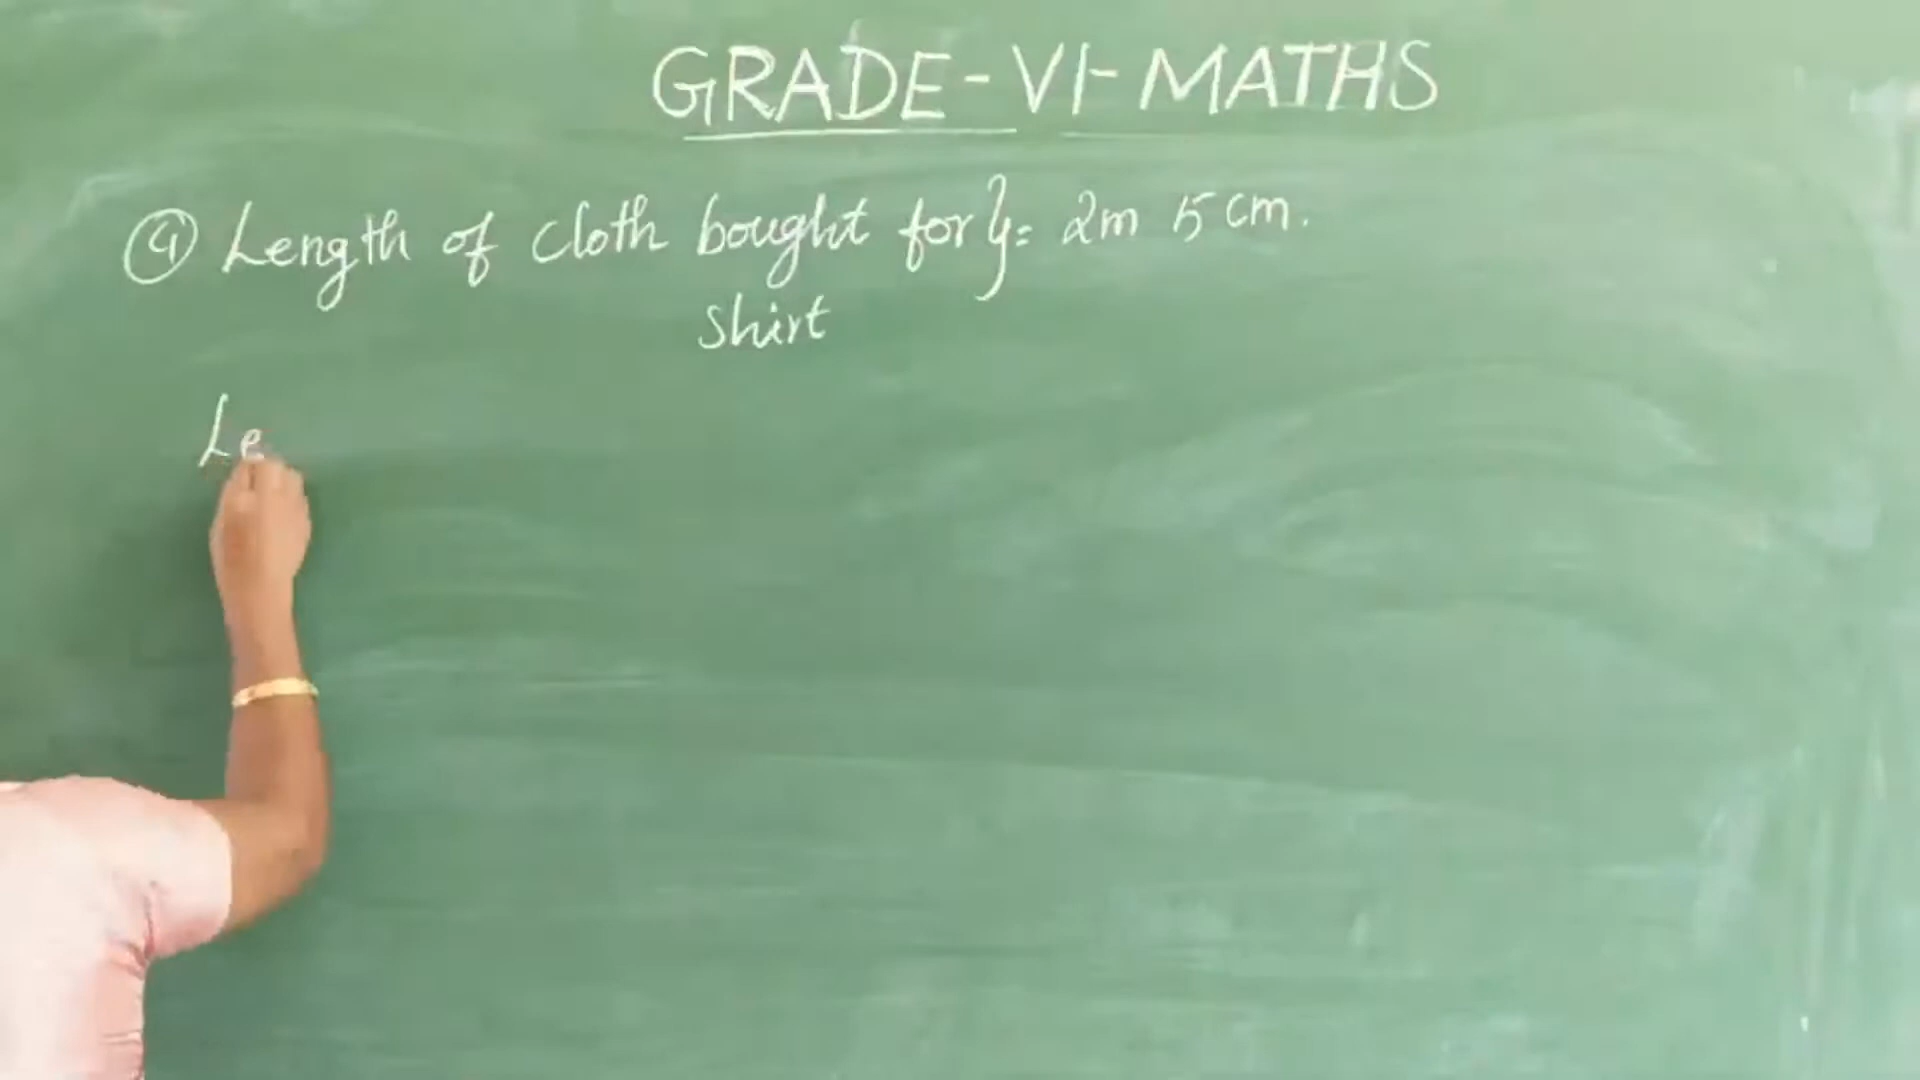 GRADE-VI-MATHS
④ Length of cloth bought for } = 2m 15 cm.
Shirt
Le